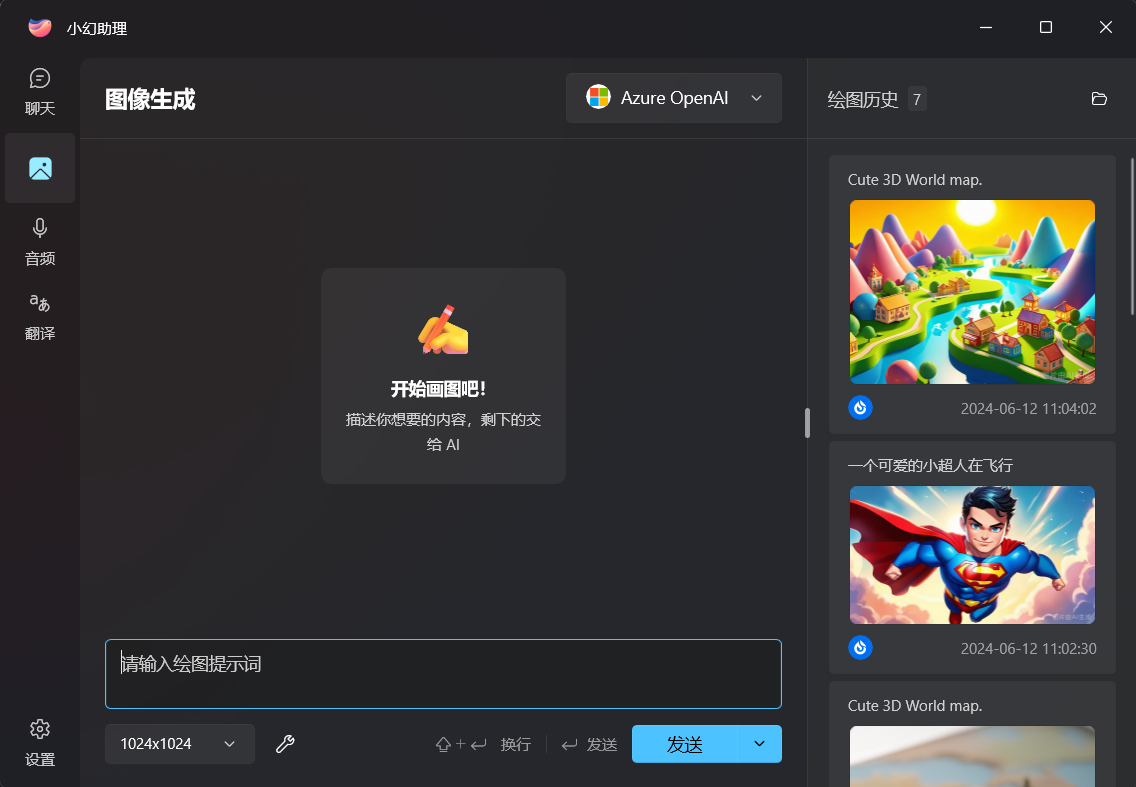 小幻助理
聊天
音频
翻译
设置
图像生成
Azure OpenAI
开始画图吧!
描述你想要的内容，剩下的交
给 AI
请输入绘图提示词
1024x1024
+ 换行
发送
发送
绘图历史 7
Cute 3D World map.
2024-06-12 11:04:02
一个可爱的小超人在飞行
2024-06-12 11:02:30
Cute 3D World map.